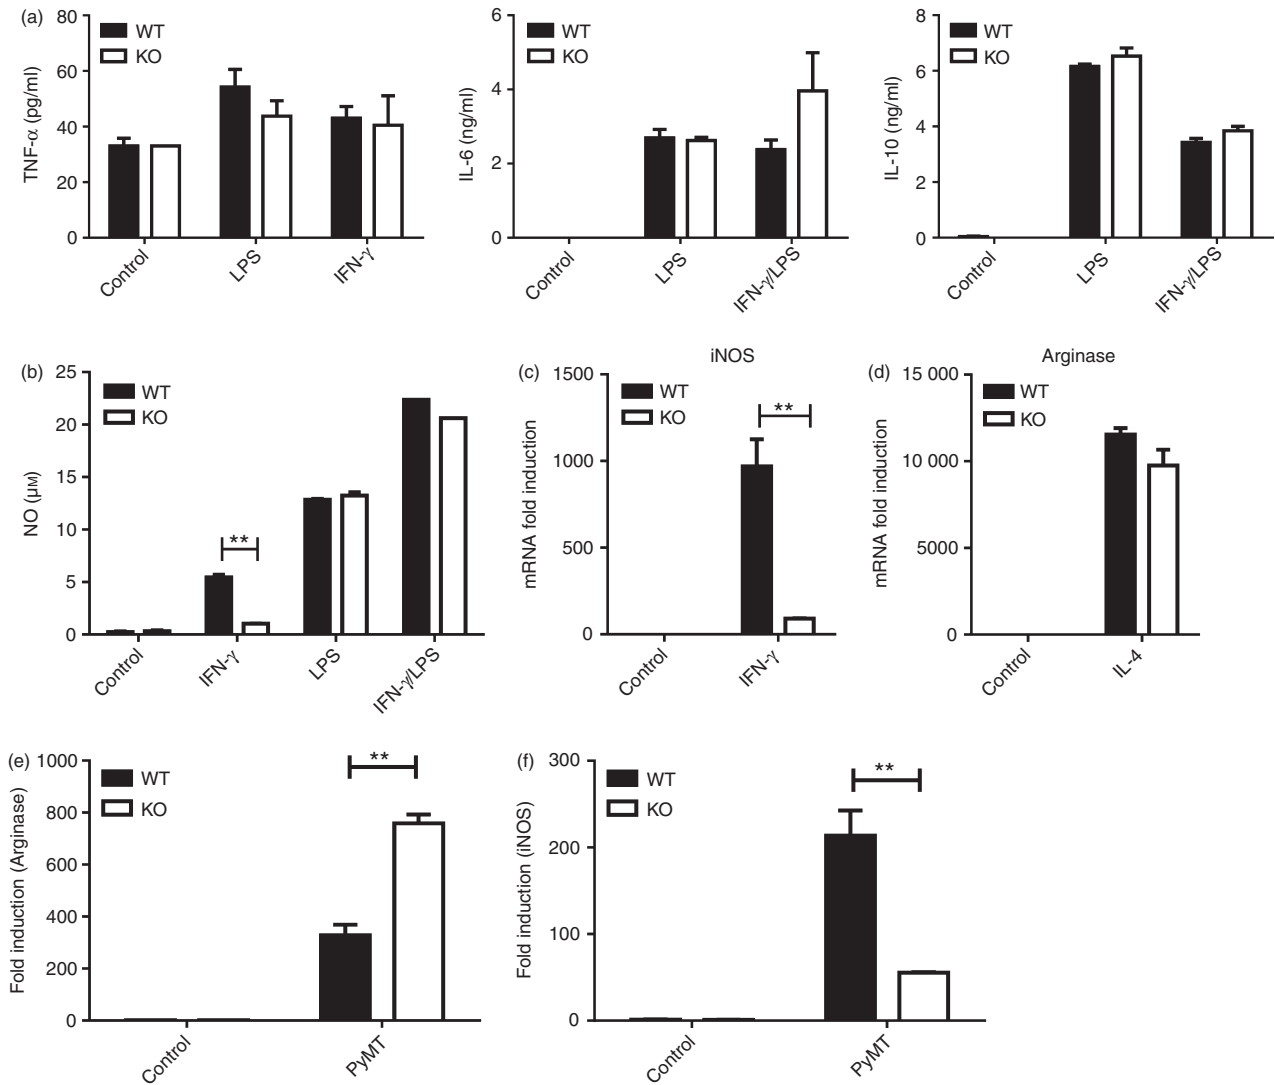 (a)
80
60
40
20
0
TNF-α (pg/ml)
WT
KO
Control
LPS
IFN-γ
6
4
2
0
IL-6 (ng/ml)
WT
KO
Control
LPS
IFN-γ/LPS
8
6
4
2
0
IL-10 (ng/ml)
WT
KO
Control
LPS
IFN-γ/LPS
(b)
25
20
15
10
5
0
NO (μM)
WT
KO
**
Control
IFN-γ
LPS
IFN-γ/LPS
(c)
iNOS
1500
1000
500
0
mRNA fold induction
WT
KO
**
Control
IFN-γ
(d)
Arginase
15 000
10 000
5000
0
mRNA fold induction
WT
KO
Control
IL-4
(e)
1000
800
600
400
200
0
Fold induction (Arginase)
WT
KO
**
Control
PyMT
(f)
300
200
100
0
Fold induction (iNOS)
WT
KO
**
Control
PyMT